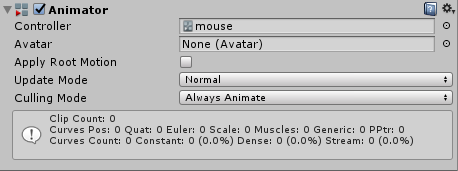 Animator
Controller mouse
Avatar None (Avatar)
Apply Root Motion
Update Mode Normal
Culling Mode Always Animate
Clip Count: 0
Curves Pos: 0 Quat: 0 Euler: 0 Scale: 0 Muscles: 0 Generic: 0 PPtr: 0
Curves Count: 0 Constant: 0 (0.0%) Dense: 0 (0.0%) Stream: 0 (0.0%)